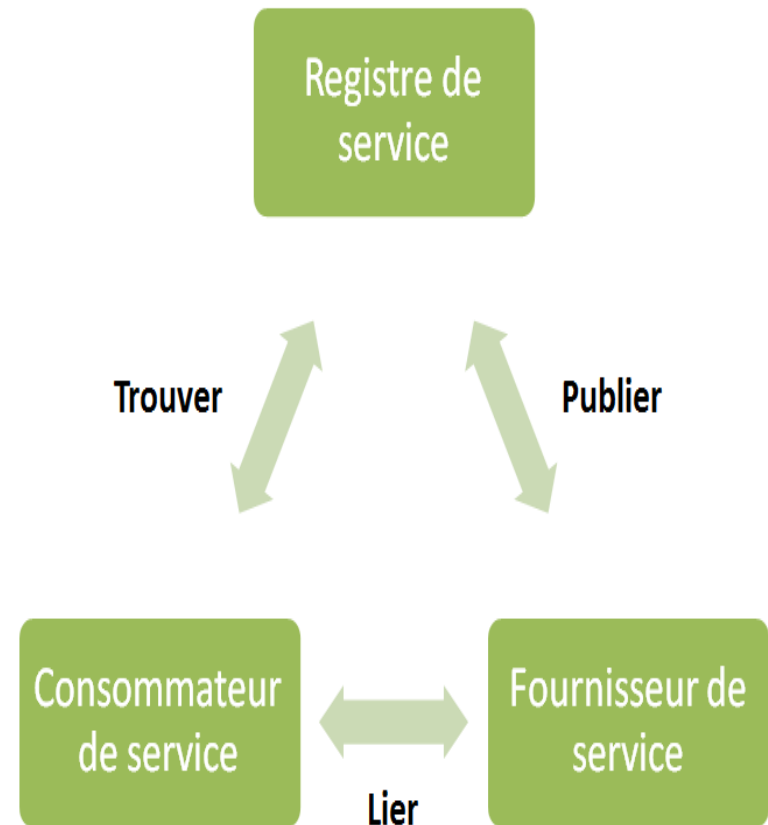 Registre de
service
Trouver
Publier
Consommateur
de service
Fournisseur de
service
Lier